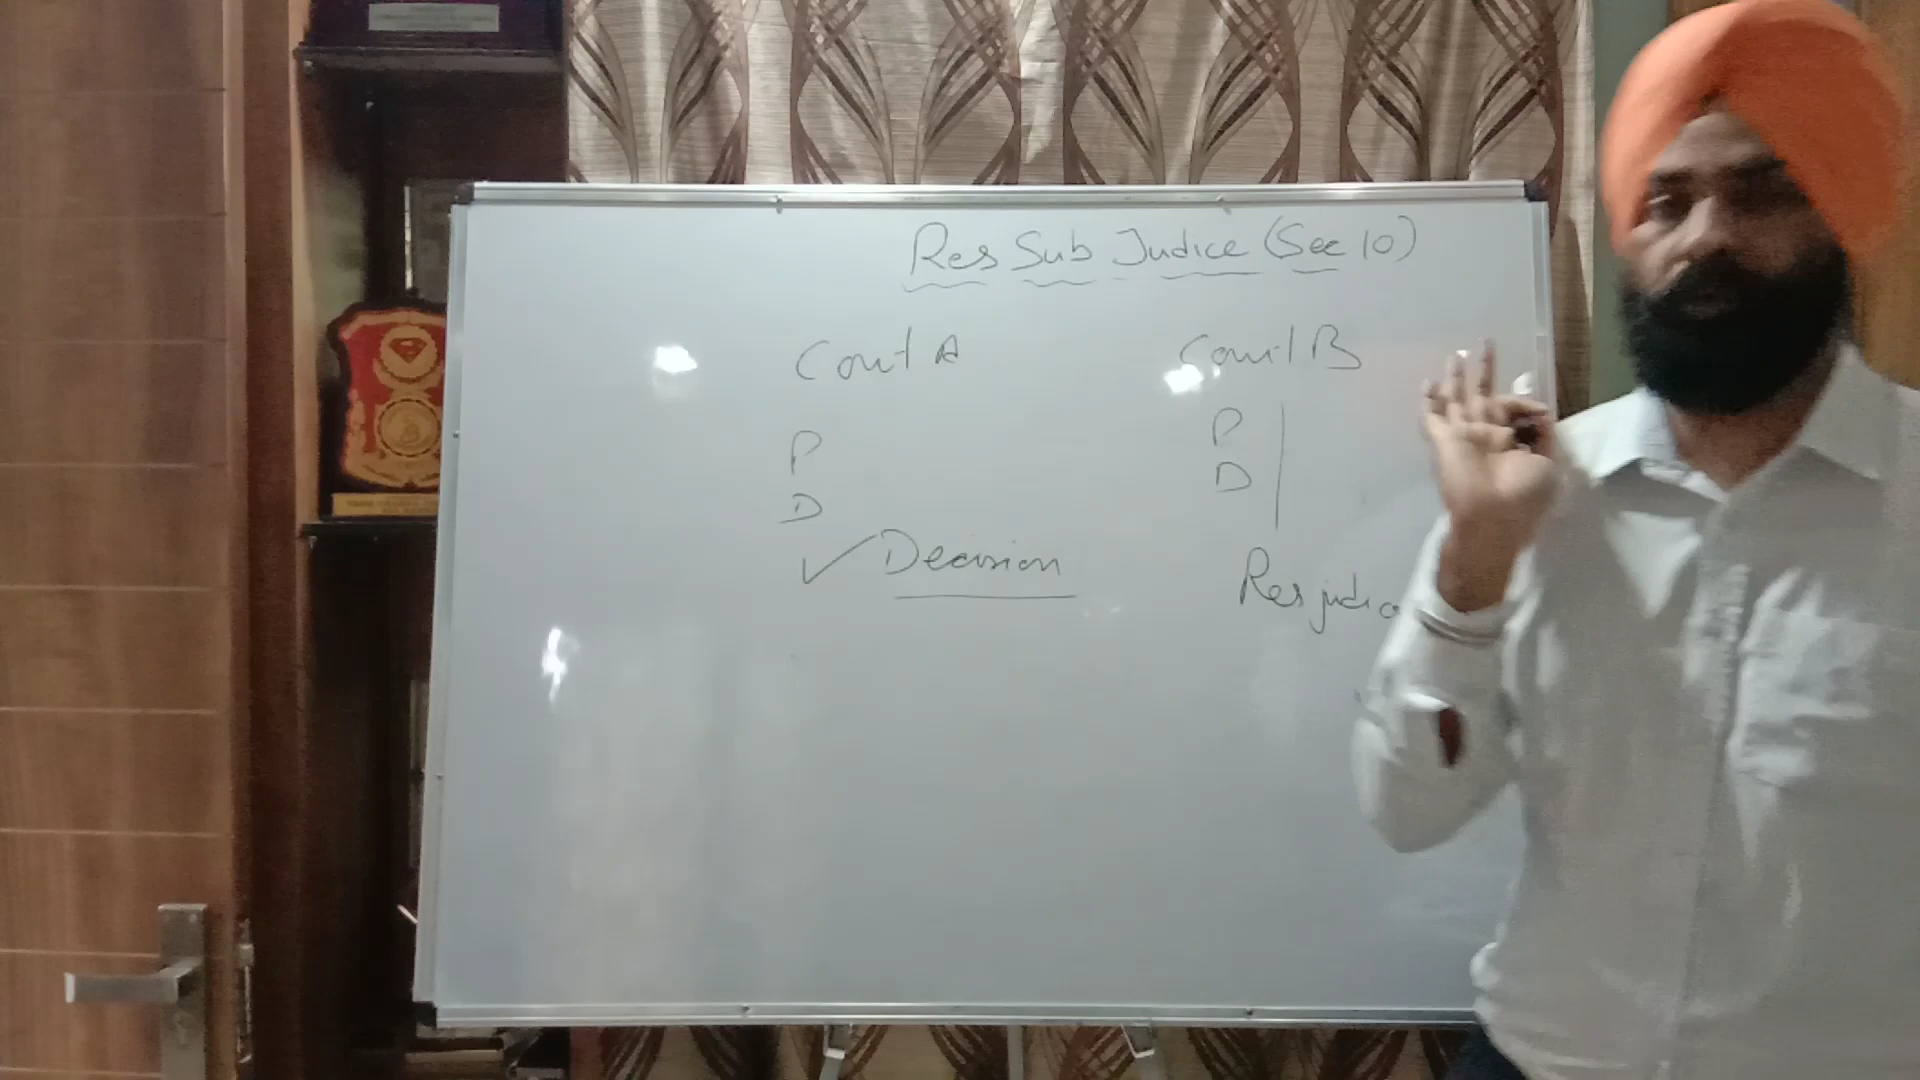 Res Sub Judice (Sec 10)
Court A
Court B
P
D
P
D
✓ Decision
Res judica